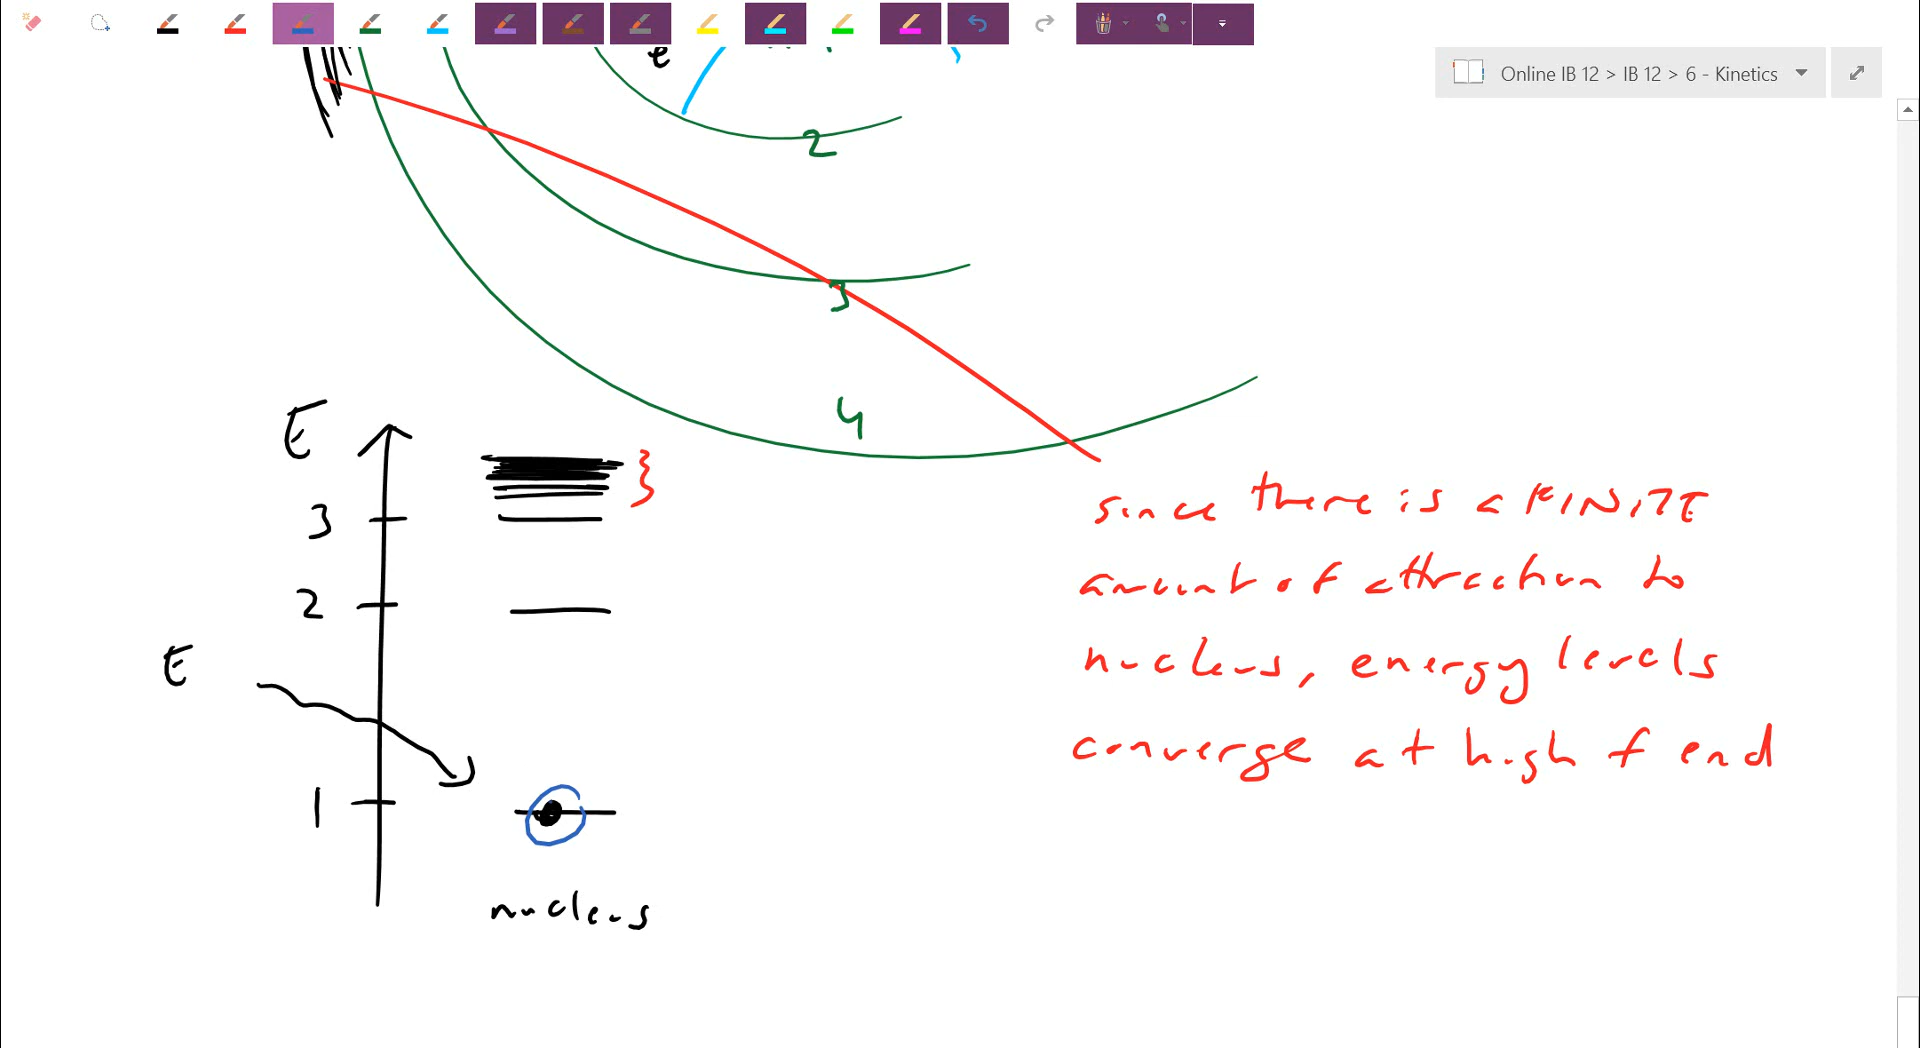 Online IB 12 > IB 12 > 6 - Kinetics
e
2
3
4
E
3
2
E
1
nucleus
since there is a FINITE
amount of attraction to
nucleus, energy levels
converge at high f end